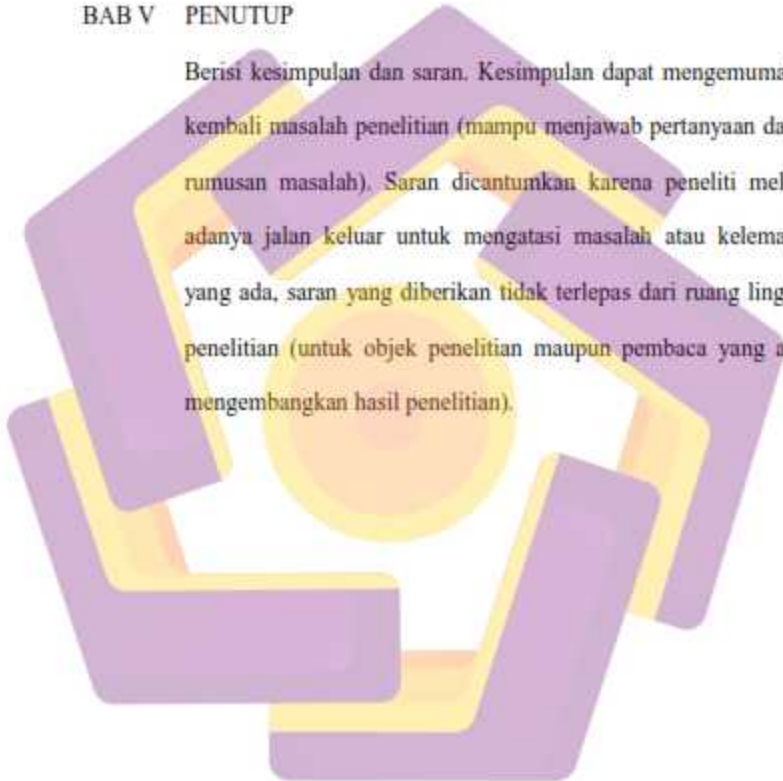 BAB V PENUTUP
Berisi kesimpulan dan saran. Kesimpulan dapat mengemuma
kembali masalah penelitian (mampu menjawab pertanyaan da
rumusan masalah). Saran dicantumkan karena peneliti mel
adanya jalan keluar untuk mengatasi masalah atau kelema
yang ada, saran yang diberikan tidak terlepas dari ruang ling
penelitian (untuk objek penelitian maupun pembaca yang a
mengembangkan hasil penelitian).